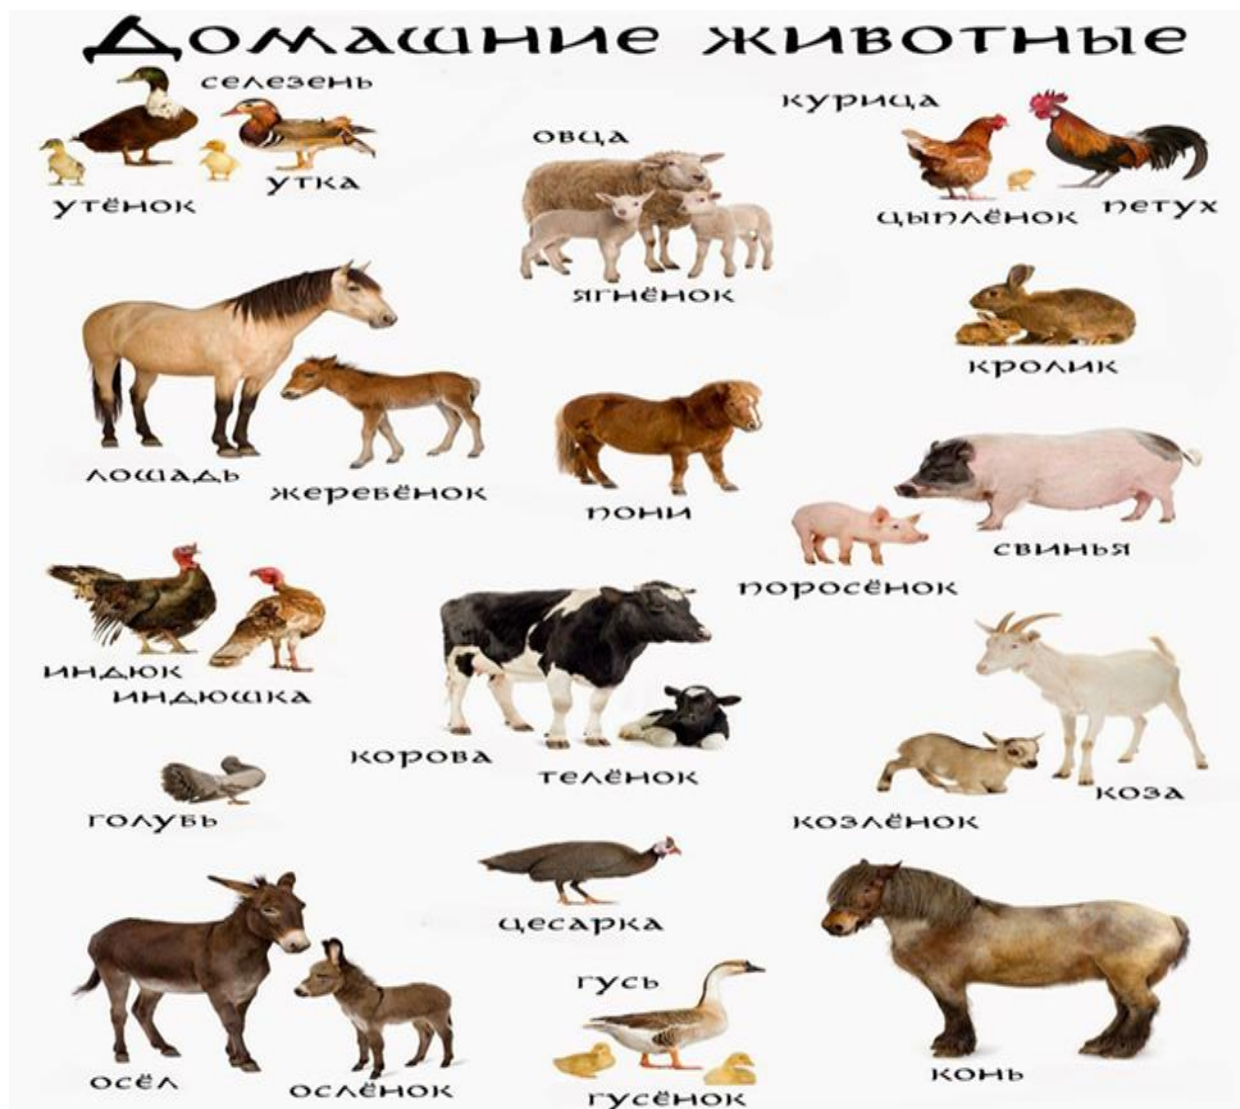 Домашние животные
селезень
утка
утёнок
овца
ягнёнок
курица
цыплёнок
петух
лошадь
жеребёнок
пони
кролик
свинья
поросёнок
индюк
индюшка
корова
телёнок
коза
козлёнок
голубь
цесарка
осёл
ослёнок
гусь
гусёнок
конь